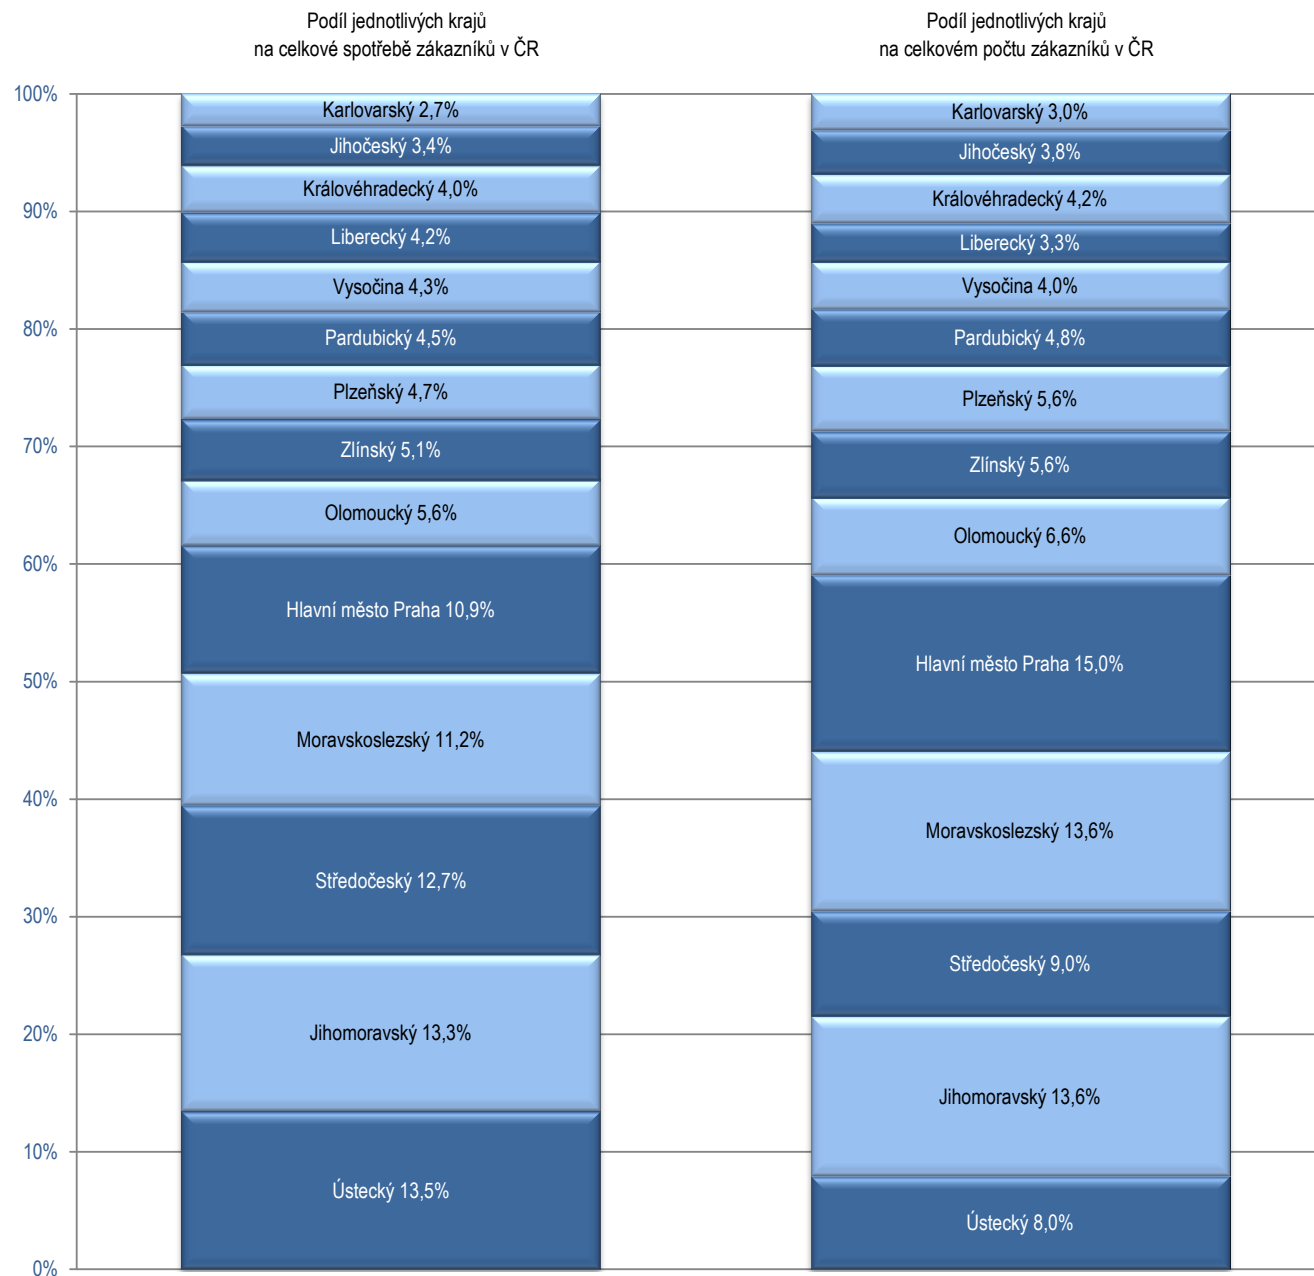 Podíl jednotlivých krajů
na celkové spotřebě zákazníků v ČR
Podíl jednotlivých krajů
na celkovém počtu zákazníků v ČR
100%
90%
80%
70%
60%
50%
40%
30%
20%
10%
0%
Karlovarský 2,7%
Jihočeský 3,4%
Královéhradecký 4,0%
Liberecký 4,2%
Vysočina 4,3%
Pardubický 4,5%
Plzeňský 4,7%
Zlínský 5,1%
Olomoucký 5,6%
Hlavní město Praha 10,9%
Moravskoslezský 11,2%
Středočeský 12,7%
Jihomoravský 13,3%
Ústecký 13,5%
Karlovarský 3,0%
Jihočeský 3,8%
Královéhradecký 4,2%
Liberecký 3,3%
Vysočina 4,0%
Pardubický 4,8%
Plzeňský 5,6%
Zlínský 5,6%
Olomoucký 6,6%
Hlavní město Praha 15,0%
Moravskoslezský 13,6%
Středočeský 9,0%
Jihomoravský 13,6%
Ústecký 8,0%